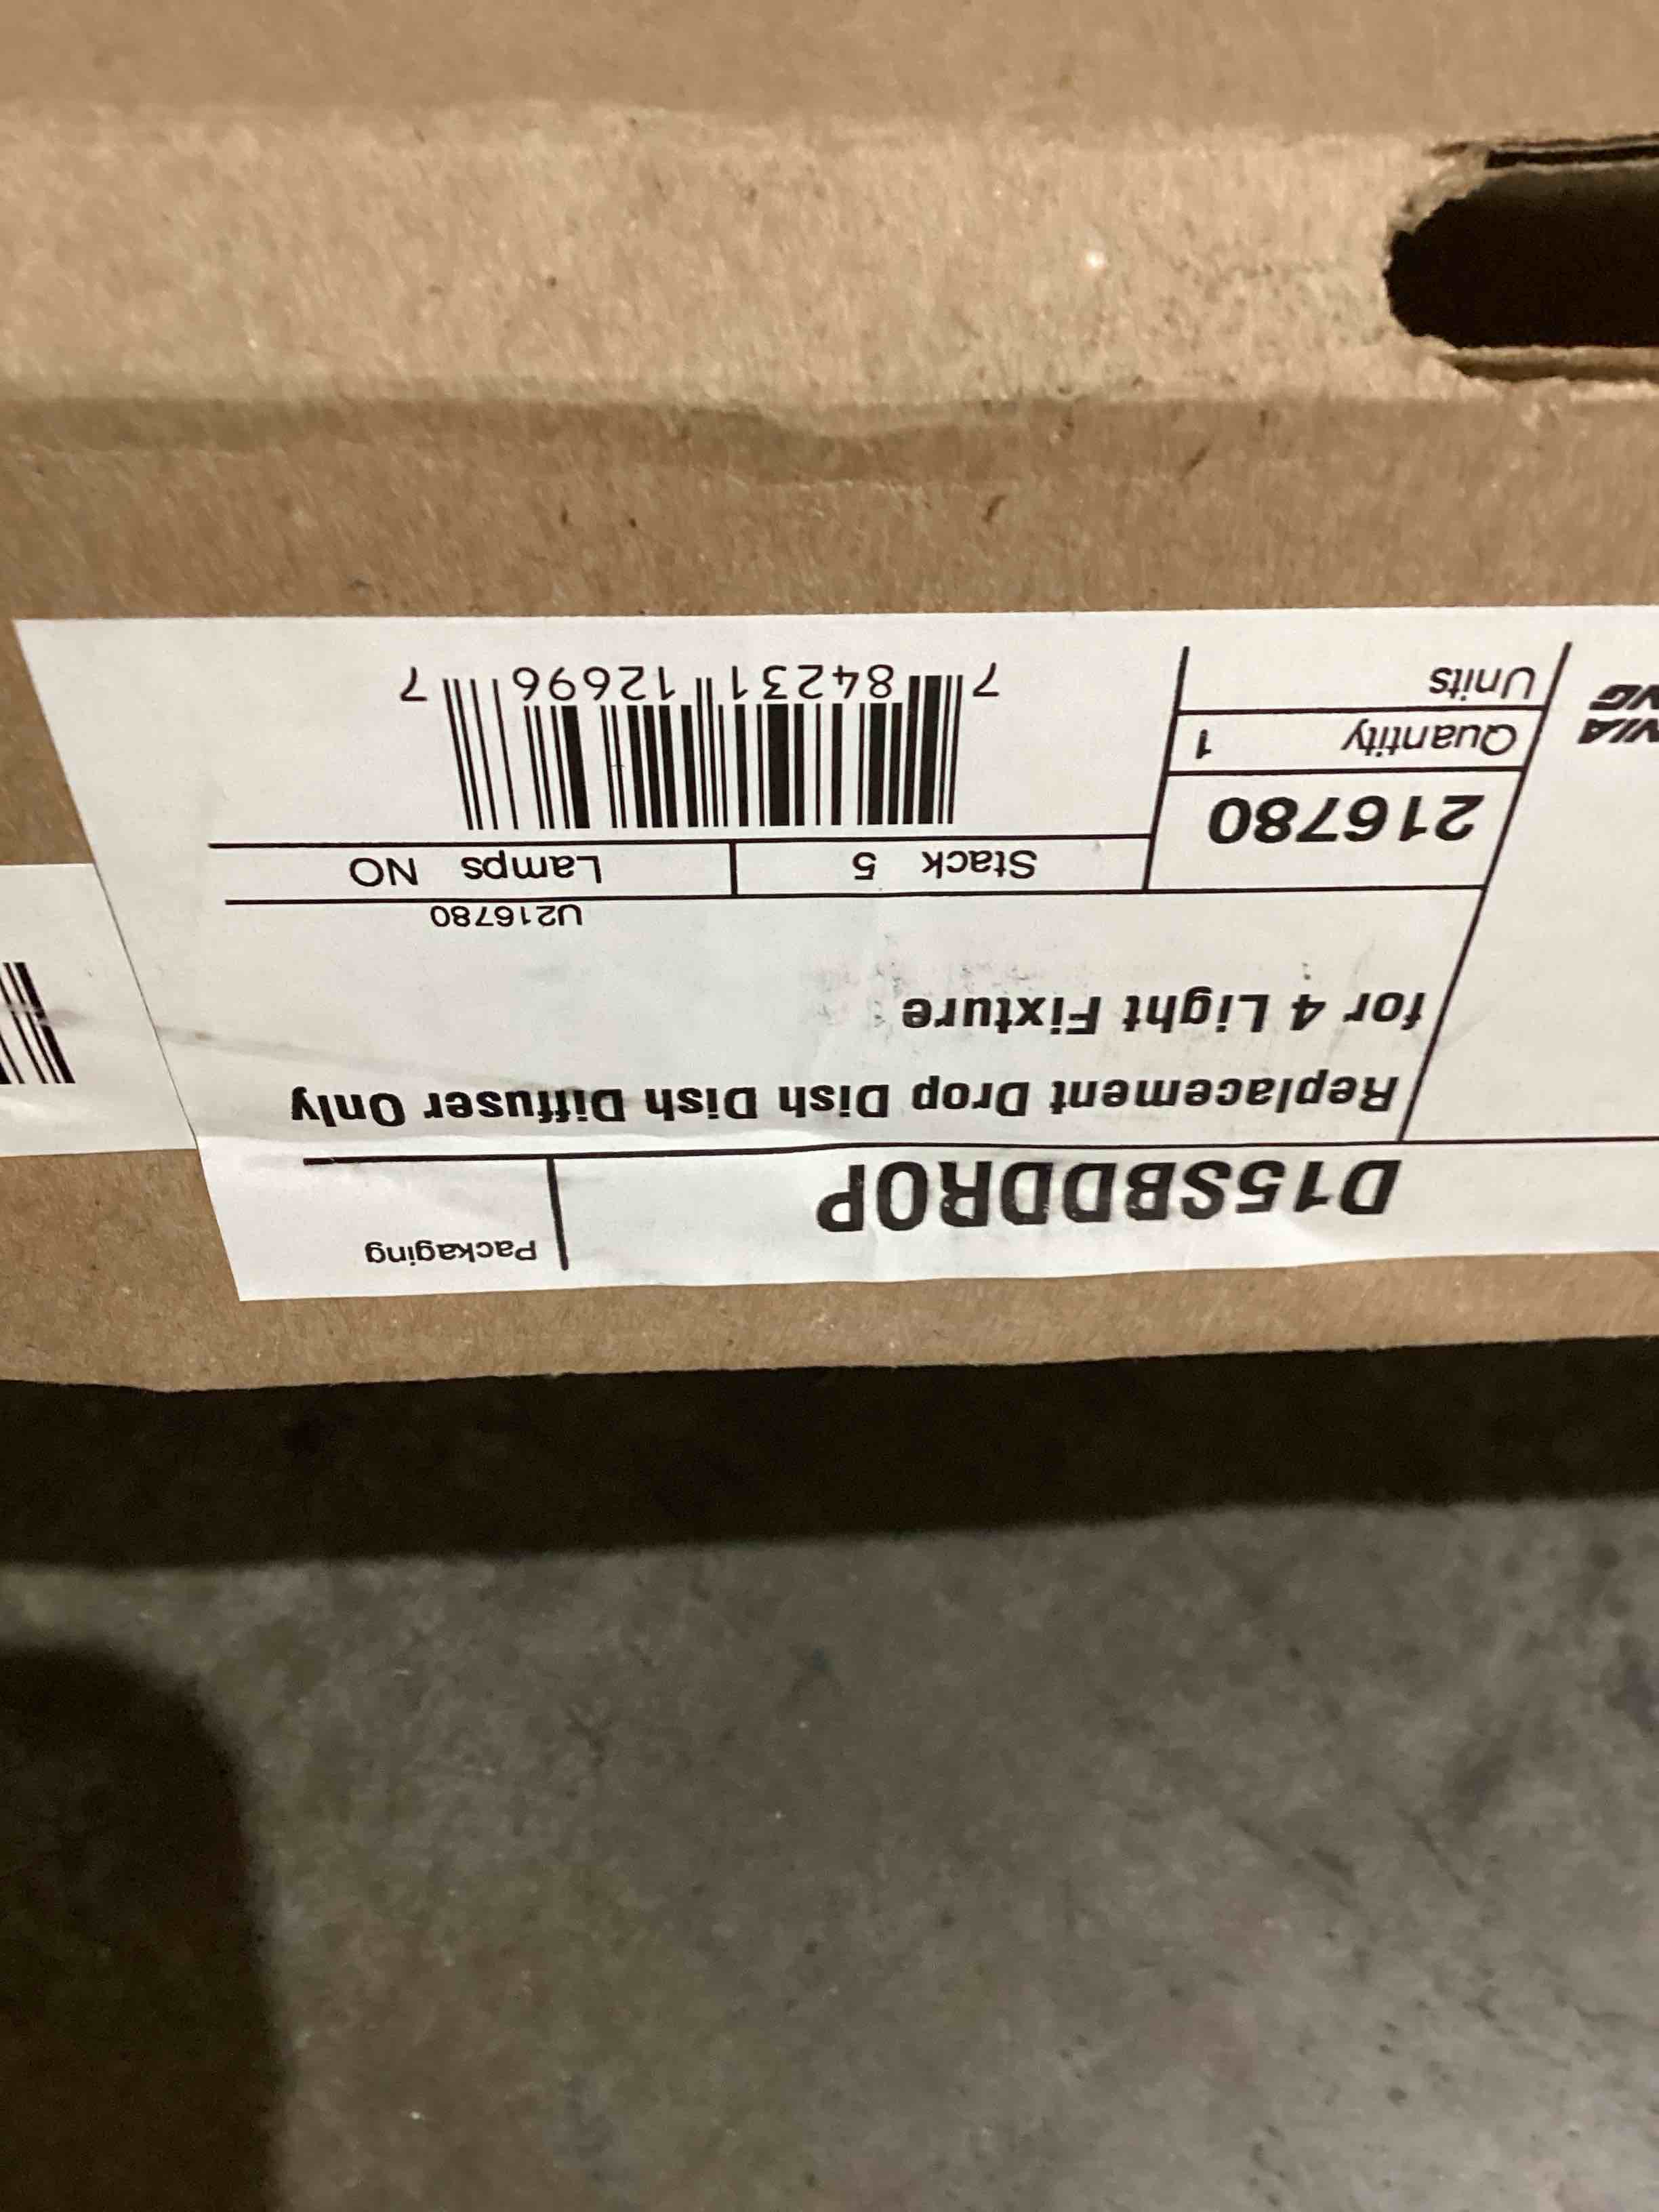 D15SBDDROP
Packaging
Replacement Drop Dish Dish Diffuser Only
for 4 Light Fixture
U216780
216780
Stack 5
Lamps NO
Quantity 1
Units
7 84231 12696 7